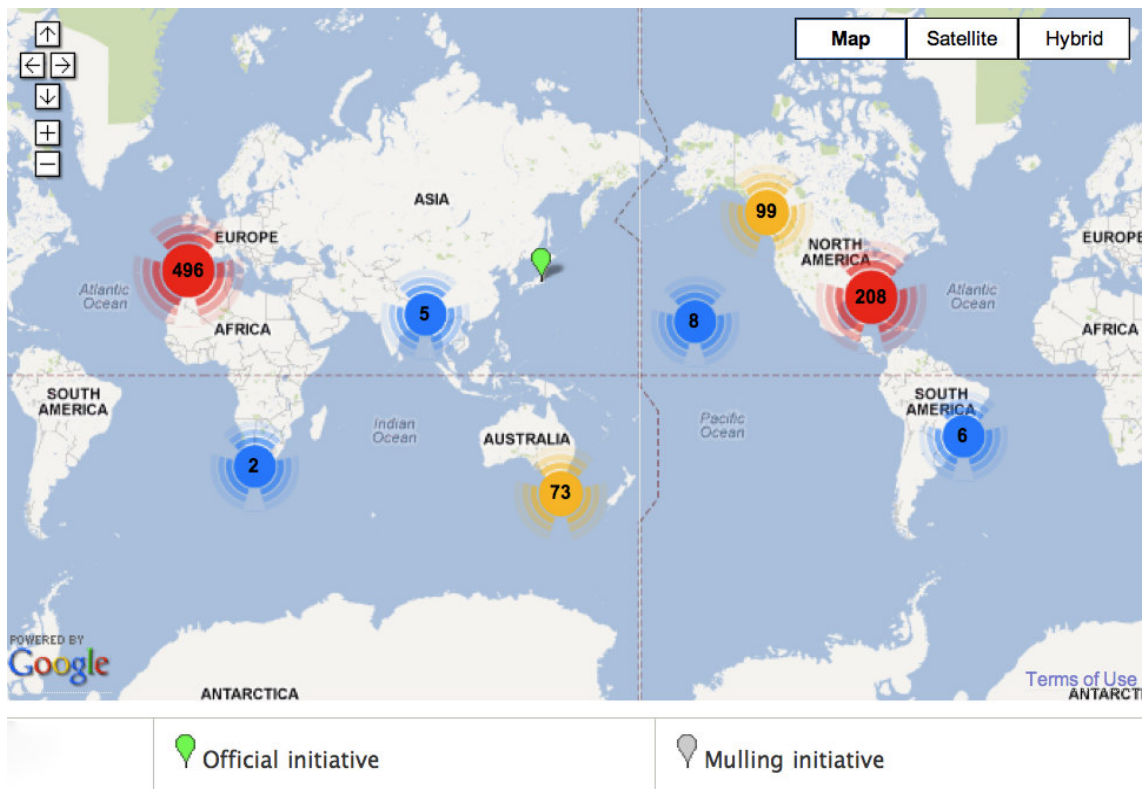 Map
Satellite
Hybrid
ASIA
99
EUROPE
NORTH
AMERICA
EUROPE
496
208
Atlantic
Ocean
Atlantic
Ocean
5
8
AFRICA
AFRICA
SOUTH
AMERICA
SOUTH
AMERICA
Indian
Ocean
Pacific
Ocean
AUSTRALIA
6
2
73
POWERED BY
Google
Terms of Use
ANTARCTICA
ANTARCTI
Official initiative
Mulling initiative